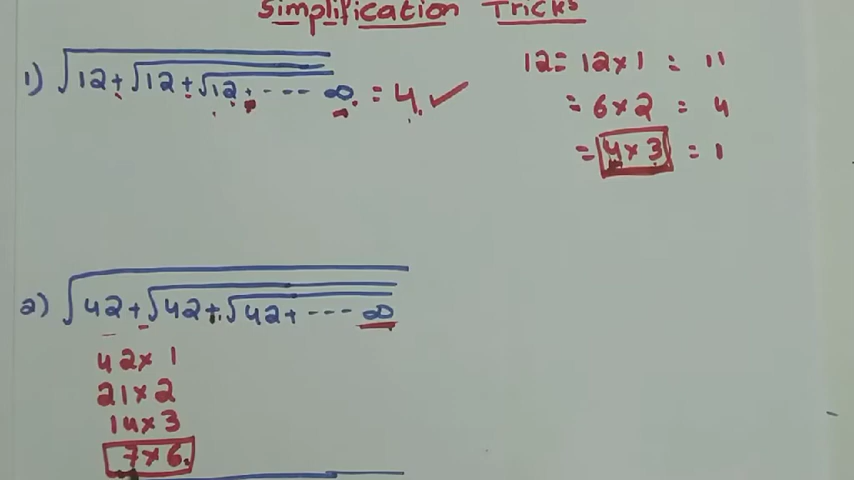 Simplification Tricks
1) √12+√12+√12+---∞ = 4 ✓
12 = 12×1 = 11
= 6×2 = 4
= 4×3 = 1
2) √42+√42+√42+---∞
42×1
21×2
14×3
7×6